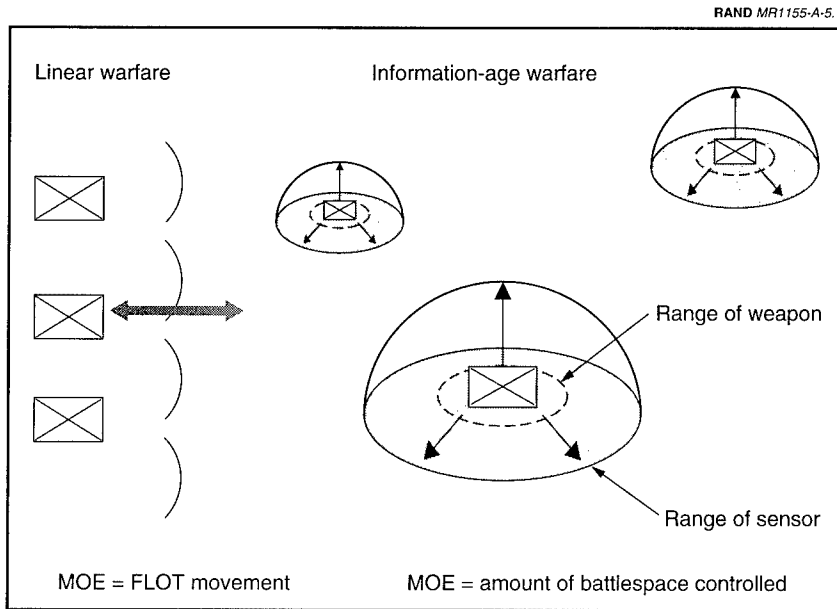 RAND MR1155-A-5.
Linear warfare
Information-age warfare
Range of weapon
Range of sensor
MOE = FLOT movement
MOE = amount of battlespace controlled